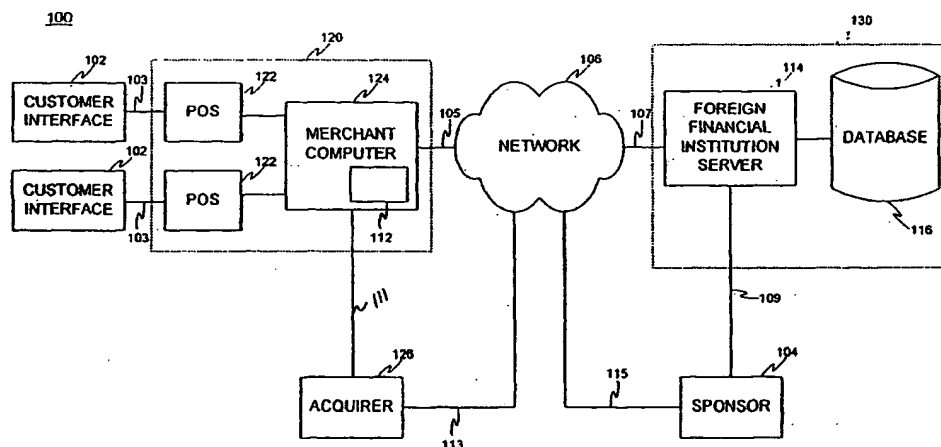 100
120
130
102
CUSTOMER
INTERFACE
103
122
POS
124
MERCHANT
COMPUTER
112
105
106
NETWORK
107
114
FOREIGN
FINANCIAL
INSTITUTION
SERVER
DATABASE
116
102
CUSTOMER
INTERFACE
103
122
POS
111
109
126
ACQUIRER
113
115
104
SPONSOR